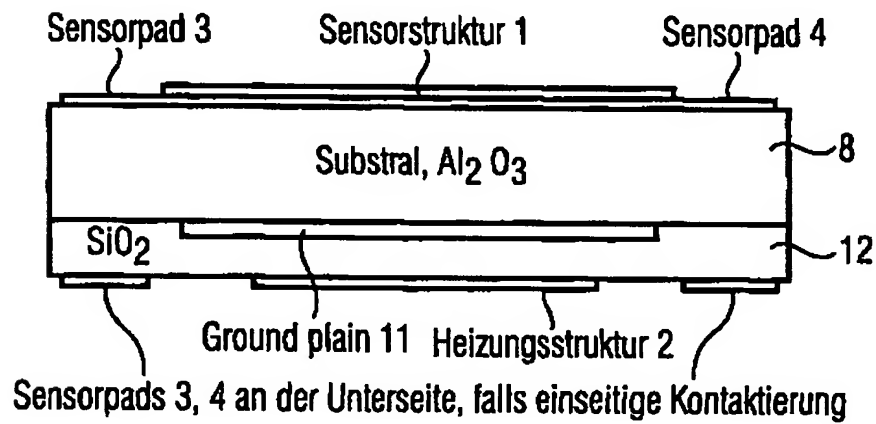 Sensorpad 3 Sensorstruktur 1 Sensorpad 4
Substral, Al2 O3
8
SiO2
12
Ground plain 11 Heizungsstruktur 2
Sensorpads 3, 4 an der Unterseite, falls einseitige Kontaktierung